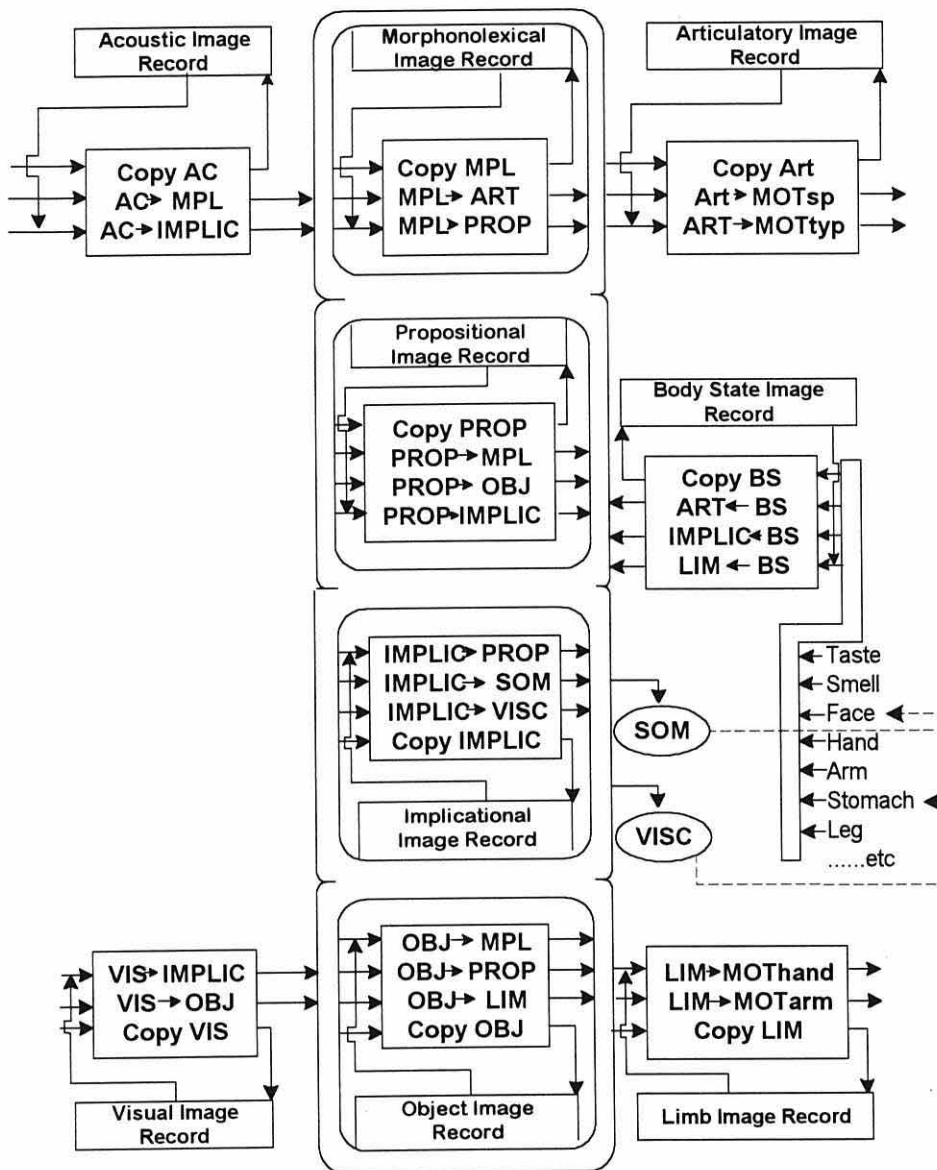 Acoustic Image
Record
Copy AC
AC→ MPL
AC→IMPLIC
Morphonolexical
Image Record
Copy MPL
MPL→ ART
MPL→PROP
Articulatory Image
Record
Copy Art
Art→MOTsp
ART→MOTtyp
Propositional
Image Record
Copy PROP
PROP→MPL
PROP→ OBJ
PROP→IMPLIC
Body State Image
Record
Copy BS
ART← BS
IMPLIC← BS
LIM ← BS
Taste
Smell
Face
Hand
Arm
Stomach
Leg
......etc
IMPLIC→ PROP
IMPLIC→ SOM
IMPLIC→ VISC
Copy IMPLIC
Implicational
Image Record
SOM
VISC
VIS→IMPLIC
VIS→OBJ
Copy VIS
Visual Image
Record
OBJ→ MPL
OBJ→PROP
OBJ→ LIM
Copy OBJ
Object Image
Record
LIM→MOThand
LIM→MOTarm
Copy LIM
Limb Image Record